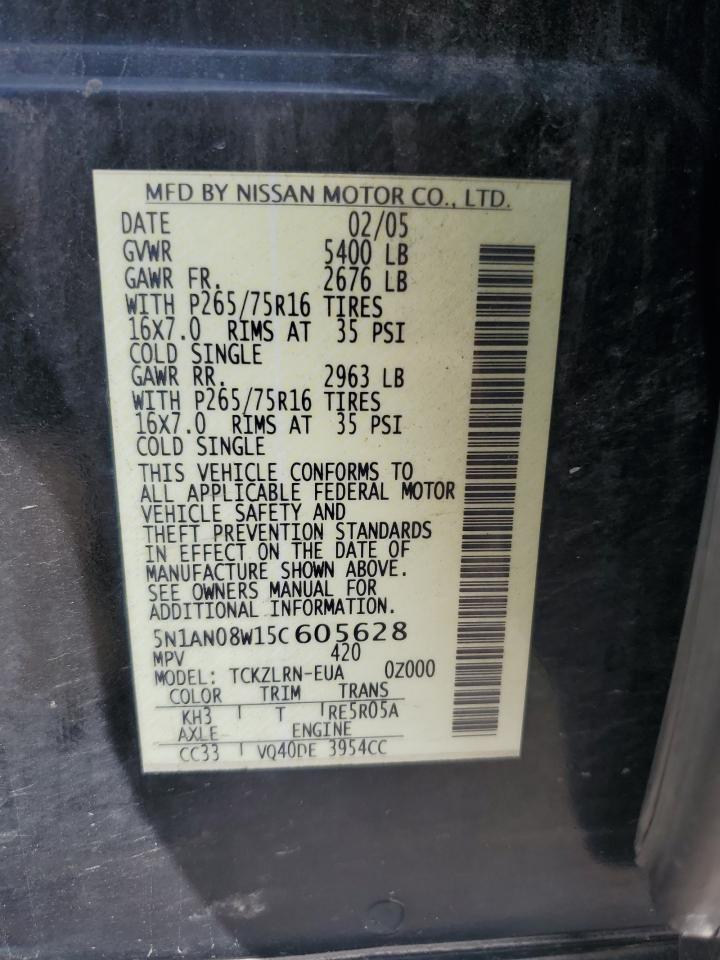 MFD BY NISSAN MOTOR CO., LTD.
DATE 02/05
GVWR 5400 LB
GAWR FR. 2676 LB
WITH P265/75R16 TIRES
16X7.0 RIMS AT 35 PSI
COLD SINGLE
GAWR RR. 2963 LB
WITH P265/75R16 TIRES
16X7.0 RIMS AT 35 PSI
COLD SINGLE
THIS VEHICLE CONFORMS TO
ALL APPLICABLE FEDERAL MOTOR
VEHICLE SAFETY AND
THEFT PREVENTION STANDARDS
IN EFFECT ON THE DATE OF
MANUFACTURE SHOWN ABOVE.
SEE OWNERS MANUAL FOR
ADDITIONAL INFORMATION.
5N1AN08W15C605628
MPV 420
MODEL: TCKZLRN-EUA 0Z000
COLOR TRIM TRANS
KH3 T RE5R05A
AXLE ENGINE
CC33 VQ40DE 3954CC